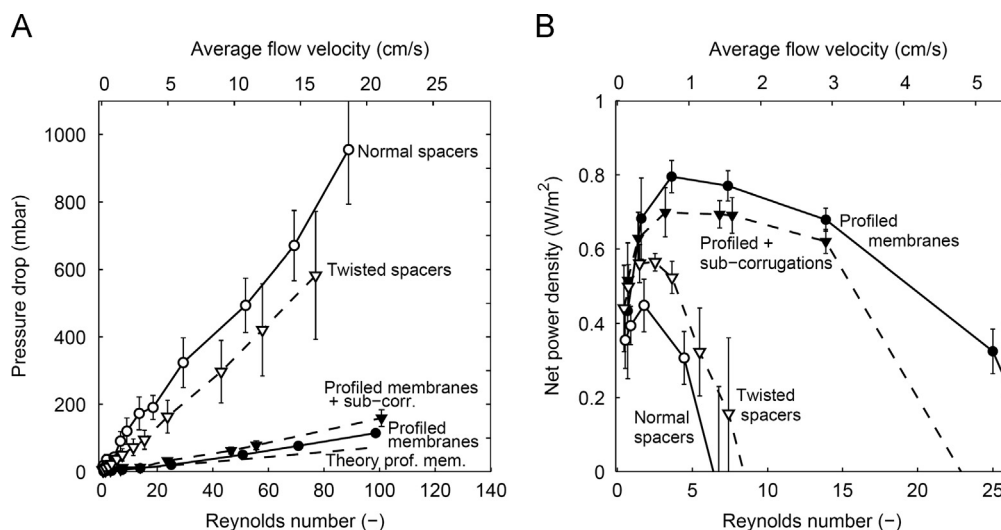 A
Average flow velocity (cm/s)
0 5 10 15 20 25
Pressure drop (mbar)
1000
800
600
400
200
0
Normal spacers
Twisted spacers
Profiled membranes
+ sub-corr.
Profiled
membranes
Theory prof. mem.
0 20 40 60 80 100 120 140
Reynolds number (-)
B
Average flow velocity (cm/s)
0 1 2 3 4 5
Net power density (W/m²)
1
0.8
0.6
0.4
0.2
0
Profiled
membranes
Profiled +
sub-corrugations
Normal
spacers
Twisted
spacers
0 5 10 15 20 25
Reynolds number (-)